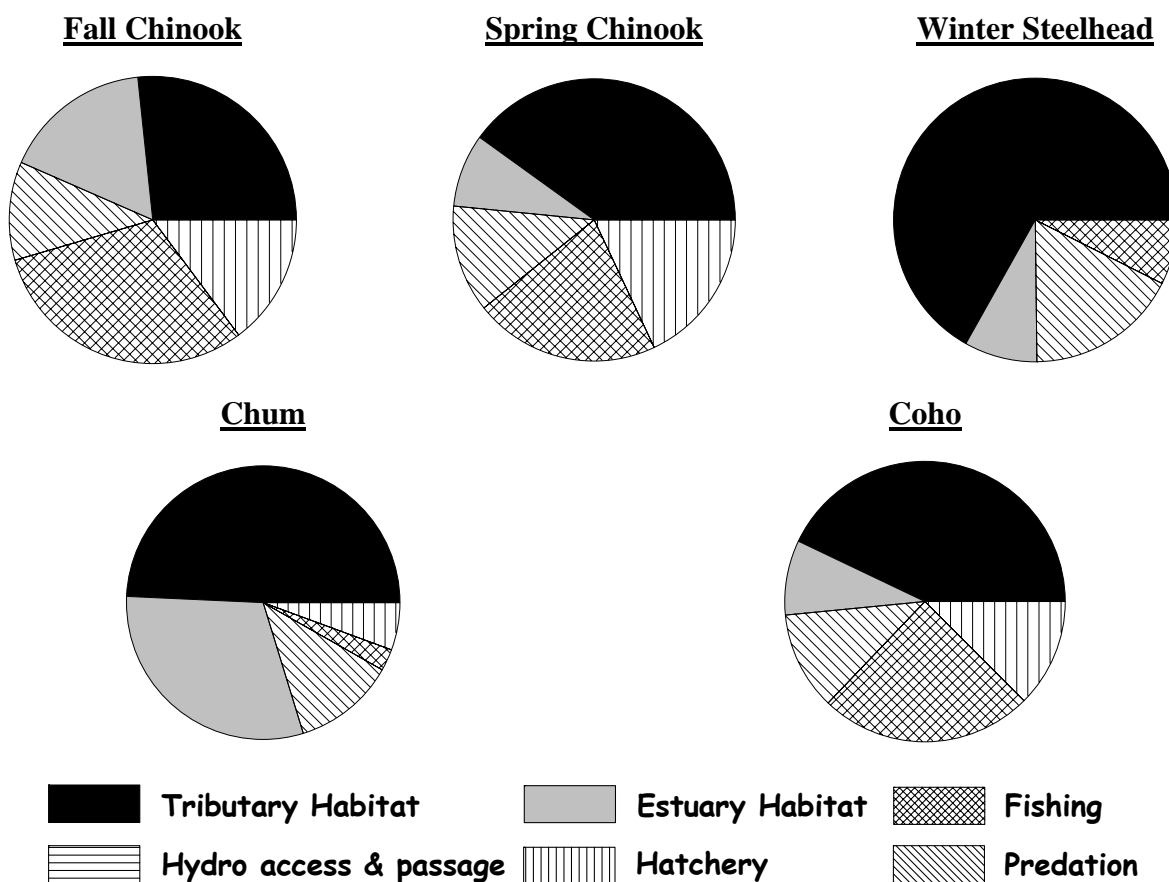 Fall Chinook Spring Chinook Winter Steelhead
Chum Coho
Tributary Habitat Estuary Habitat Fishing
Hydro access & passage Hatchery Predation